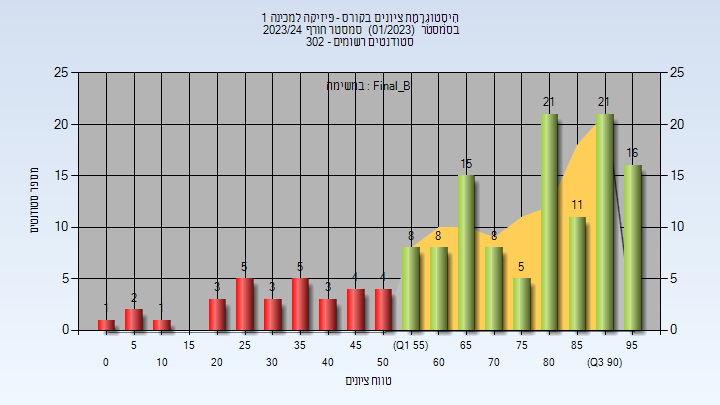 היסטוגרמת ציונים בקורס - פיזיקה למכינה 1
בסמסטר (01/2023) סמסטר חורף 2023/24
302 - סטודנטים רשומים
במשימה : Final_B
מספר סטודנטים
25 25
20 20
15 15
10 10
5 5
0 0
1 2 1 3 5 3 5 3 4 4 8 8 15 8 5 21 11 21 16
5 15 25 35 45 (Q1 55) 65 75 85 95
0 10 20 30 40 50 60 70 80 (Q3 90)
טווח ציונים